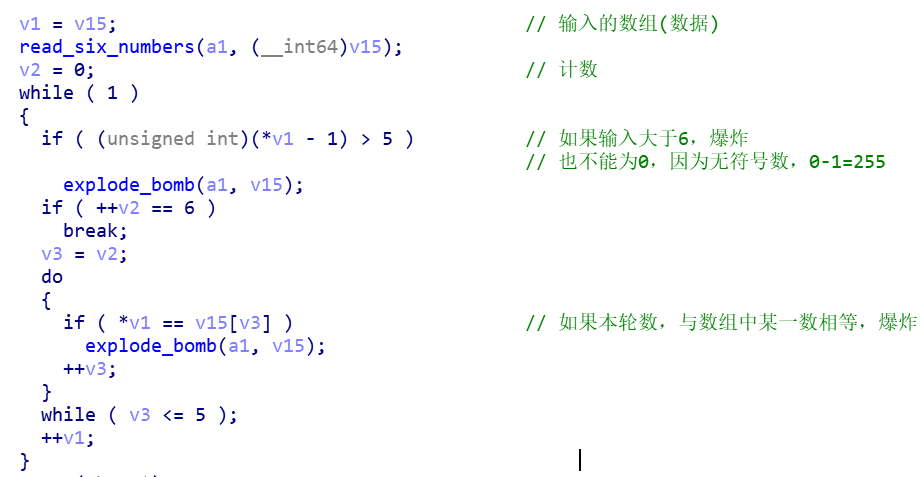 v1 = v15; // 输入的数组(数据)
read_six_numbers(a1, (__int64)v15);
v2 = 0; // 计数
while ( 1 )
{
if ( (unsigned int)(*v1 - 1) > 5 ) // 如果输入大于6，爆炸
// 也不能为0，因为无符号数，0-1=255
explode_bomb(a1, v15);
if ( ++v2 == 6 )
break;
v3 = v2;
do
{
if ( *v1 == v15[v3] ) // 如果本轮数，与数组中某一数相等，爆炸
explode_bomb(a1, v15);
++v3;
}
while ( v3 <= 5 );
++v1;
}